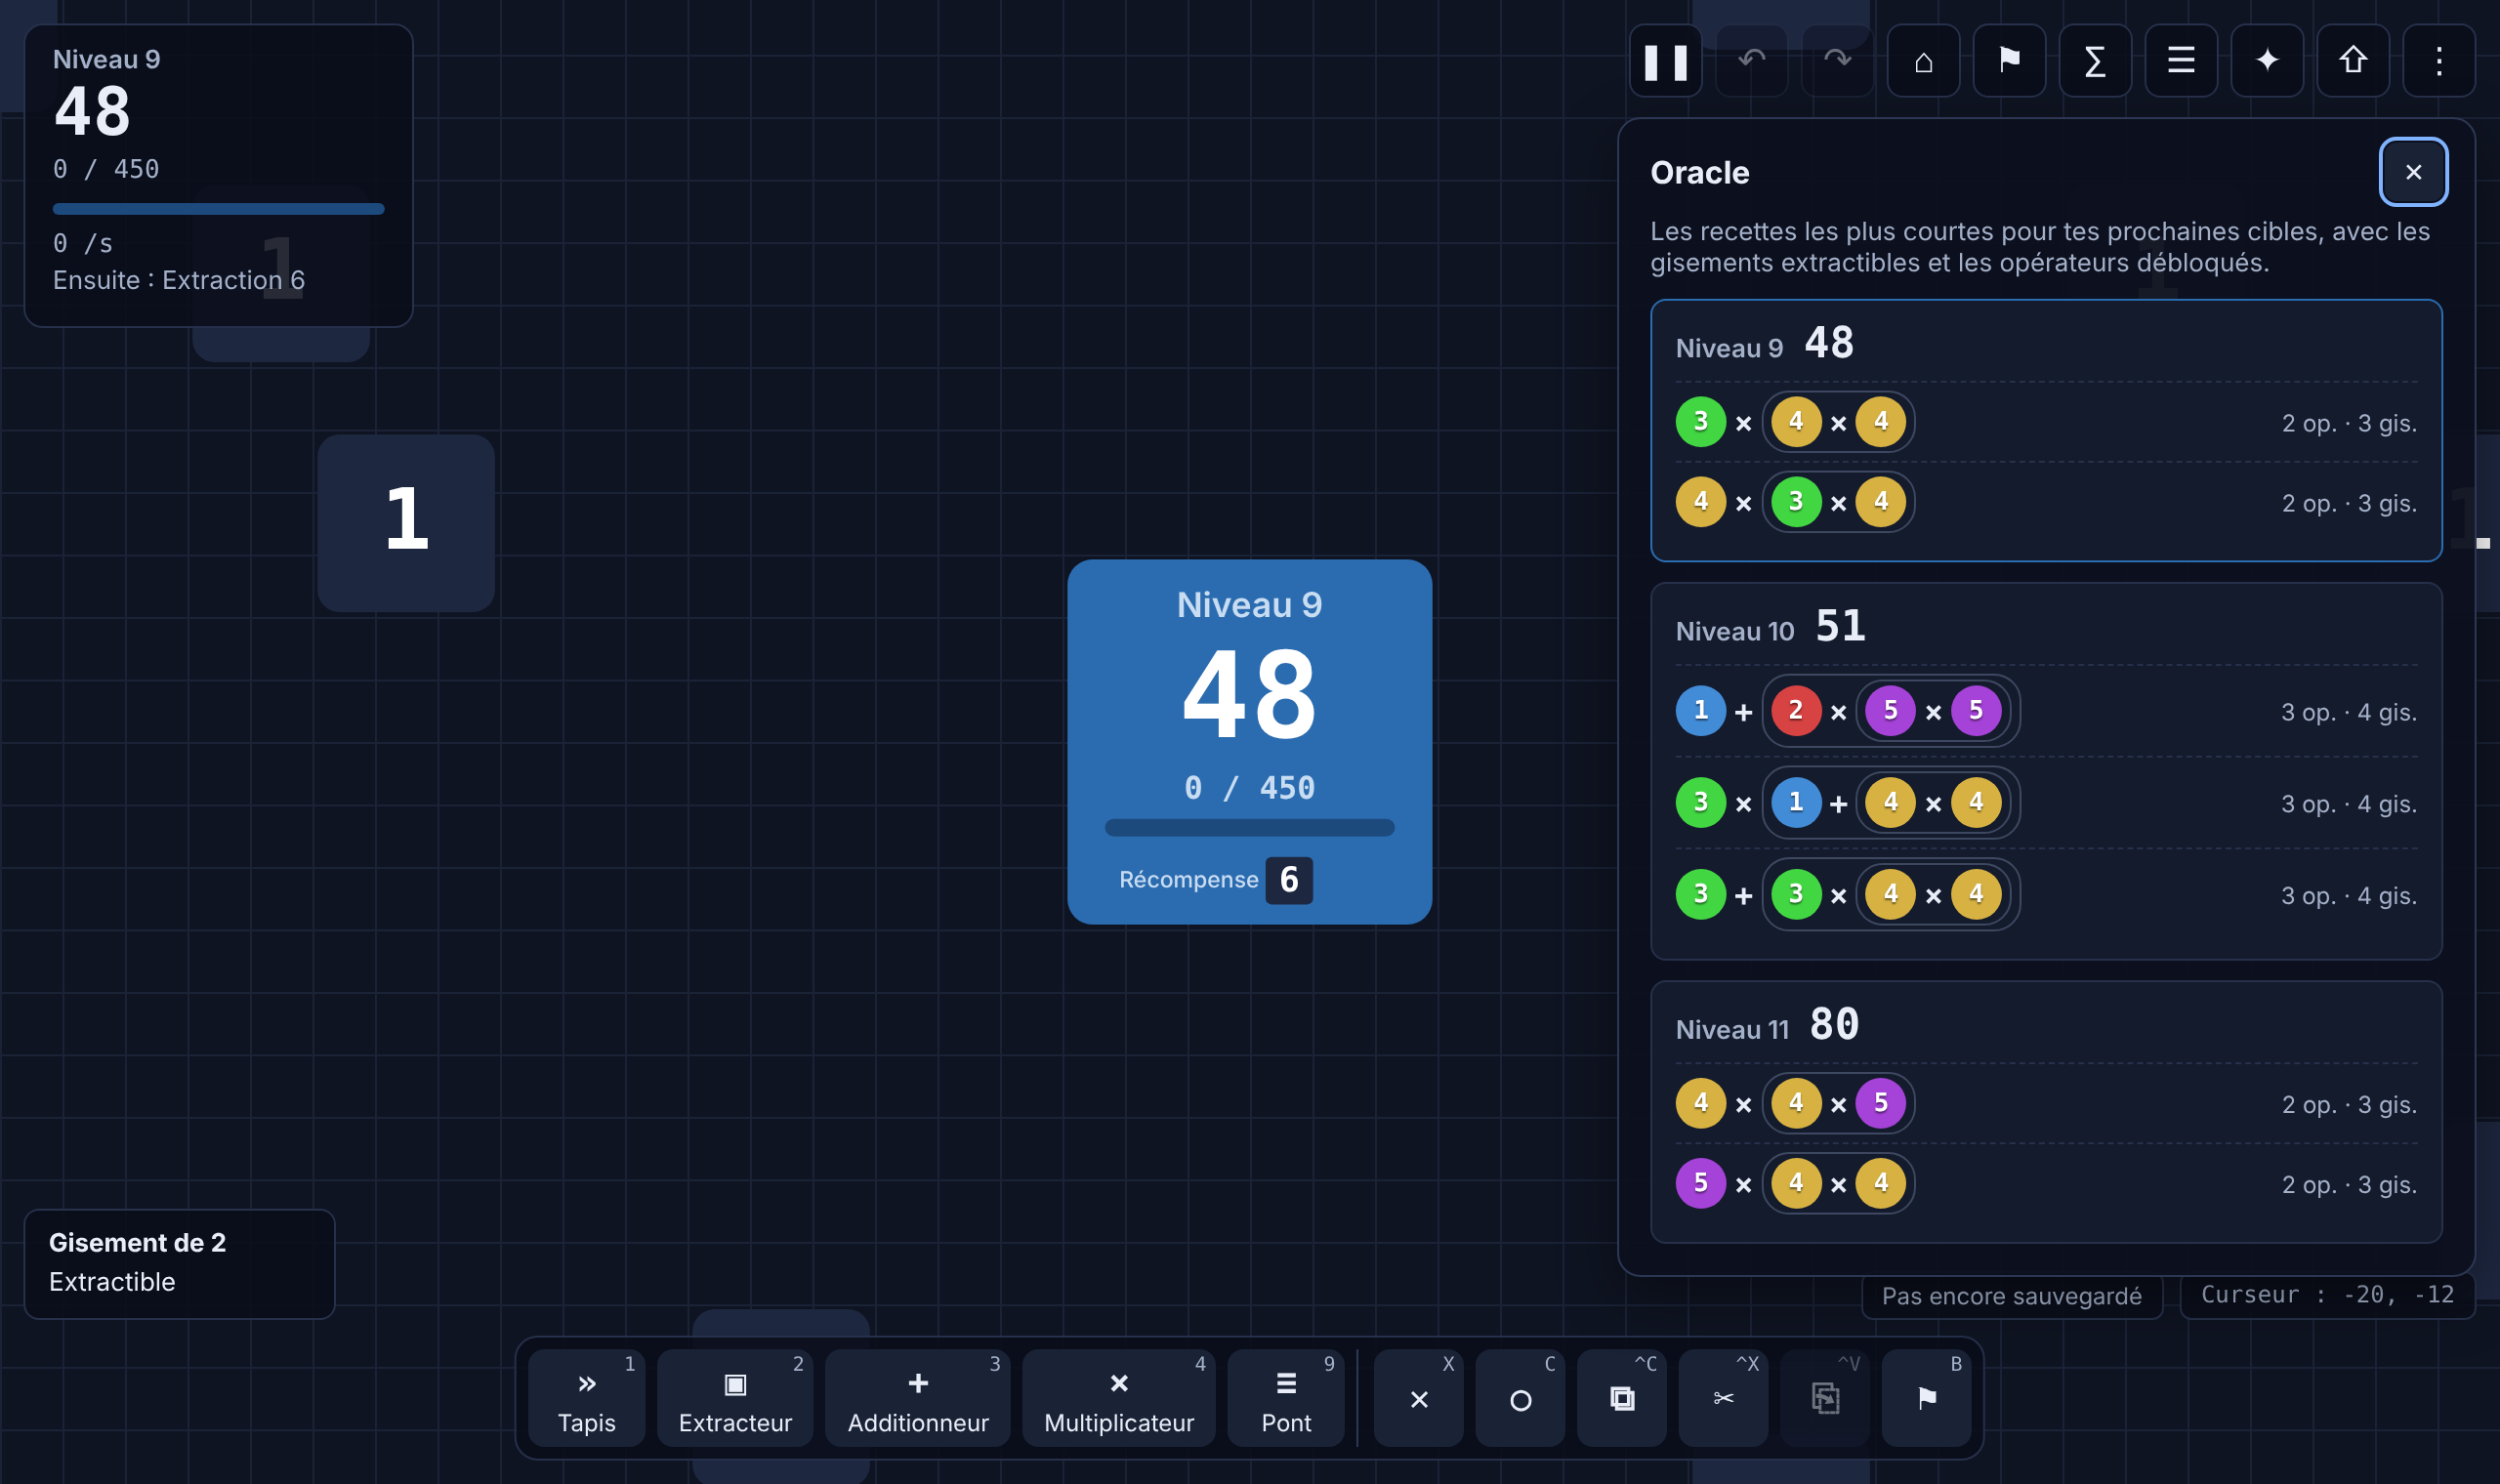 Niveau 9
48
0 / 450
0 /s
Ensuite : Extraction 6
1
1
Niveau 9
48
0 / 450
Récompense 6
Oracle
×
Les recettes les plus courtes pour tes prochaines cibles, avec les
gisements extractibles et les opérateurs débloqués.
Niveau 9 48
3 × 4 × 4 2 op. · 3 gis.
4 × 3 × 4 2 op. · 3 gis.
Niveau 10 51
1 + 2 × 5 × 5 3 op. · 4 gis.
3 × 1 + 4 × 4 3 op. · 4 gis.
3 + 3 × 4 × 4 3 op. · 4 gis.
Niveau 11 80
4 × 4 × 5 2 op. · 3 gis.
5 × 4 × 4 2 op. · 3 gis.
1
1
Gisement de 2
Extractible
Pas encore sauvegardé
Curseur : -20, -12
» 1 Tapis
2 Extracteur
+ 3 Additionneur
× 4 Multiplicateur
9 Pont
X
C
^C
^X
^V
B